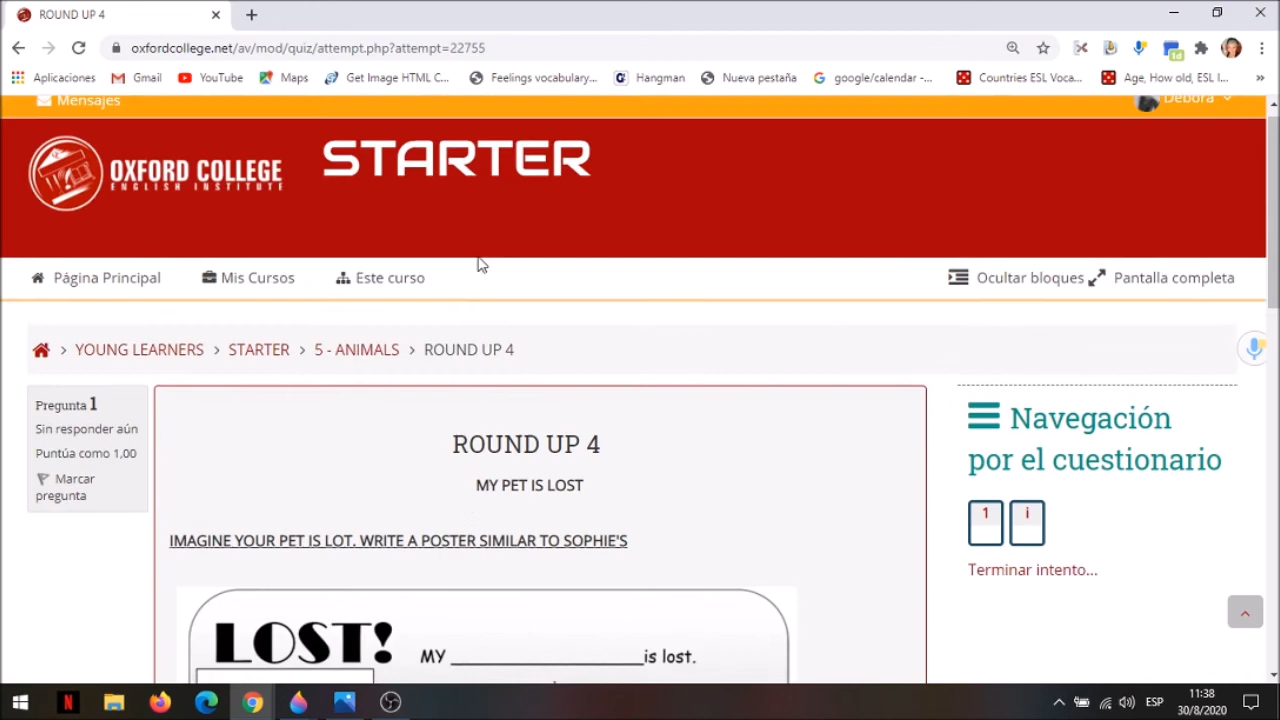 ROUND UP 4
oxfordcollege.net/av/mod/quiz/attempt.php?attempt=22755
1d
Aplicaciones
Gmail
YouTube
Maps
Get Image HTML C...
Feelings vocabulary...
Hangman
Nueva pestaña
google/calendar -...
Countries ESL Voca...
Age, How old, ESL I...
»
Mensajes
Debora
OXFORD COLLEGE
ENGLISH INSTITUTE
STARTER
Página Principal
Mis Cursos
Este curso
Ocultar bloques
Pantalla completa
YOUNG LEARNERS > STARTER > 5 - ANIMALS > ROUND UP 4
Pregunta 1
Sin responder aún
Puntúa como 1,00
Marcar
pregunta
ROUND UP 4
MY PET IS LOST
IMAGINE YOUR PET IS LOT. WRITE A POSTER SIMILAR TO SOPHIE'S
LOST!
MY ____________________is lost.
Navegación
por el cuestionario
1 i
Terminar intento...
ESP
11:38
30/8/2020